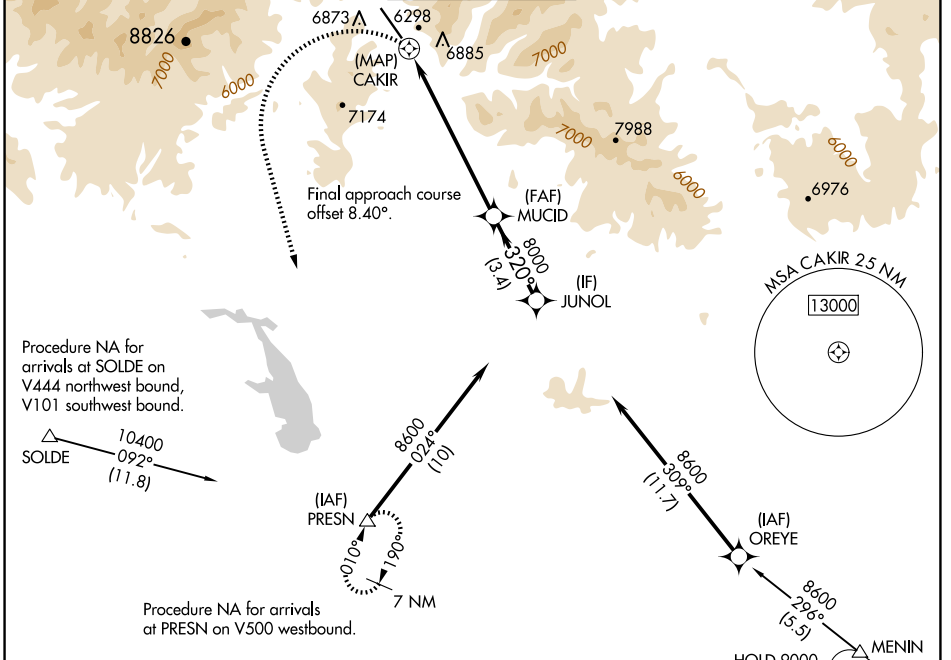 6873
6298
8826
6885
(MAP)
CAKIR
7000
6000
7000
7174
7000
7988
6000
6000
6976
Final approach course
offset 8.40°.
(FAF)
MUCID
8000
320°
(3.4)
(IF)
JUNOL
MSA CAKIR 25 NM
13000
Procedure NA for
arrivals at SOLDE on
V444 northwest bound,
V101 southwest bound.
SOLDE
10400
092°
(11.8)
8600
024°
(10)
(IAF)
PRESN
010°
190°
7 NM
8600
309°
(11.7)
(IAF)
OREYE
8600
296°
(5.5)
MENIN
Procedure NA for arrivals
at PRESN on V500 westbound.
HOLD 9000